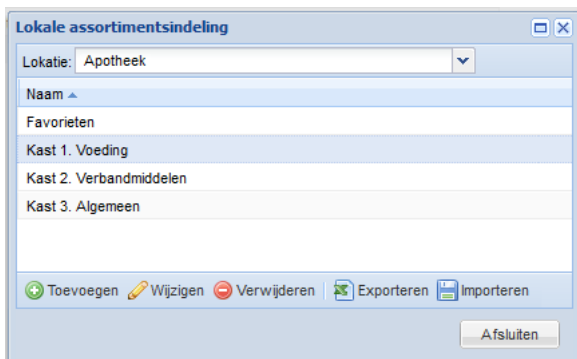 Lokale assortimentsindeling
Lokatie: Apotheek
Naam
Favorieten
Kast 1. Voeding
Kast 2. Verbandmiddelen
Kast 3. Algemeen
Toevoegen Wijzigen Verwijderen Exporteren Importeren
Afsluiten